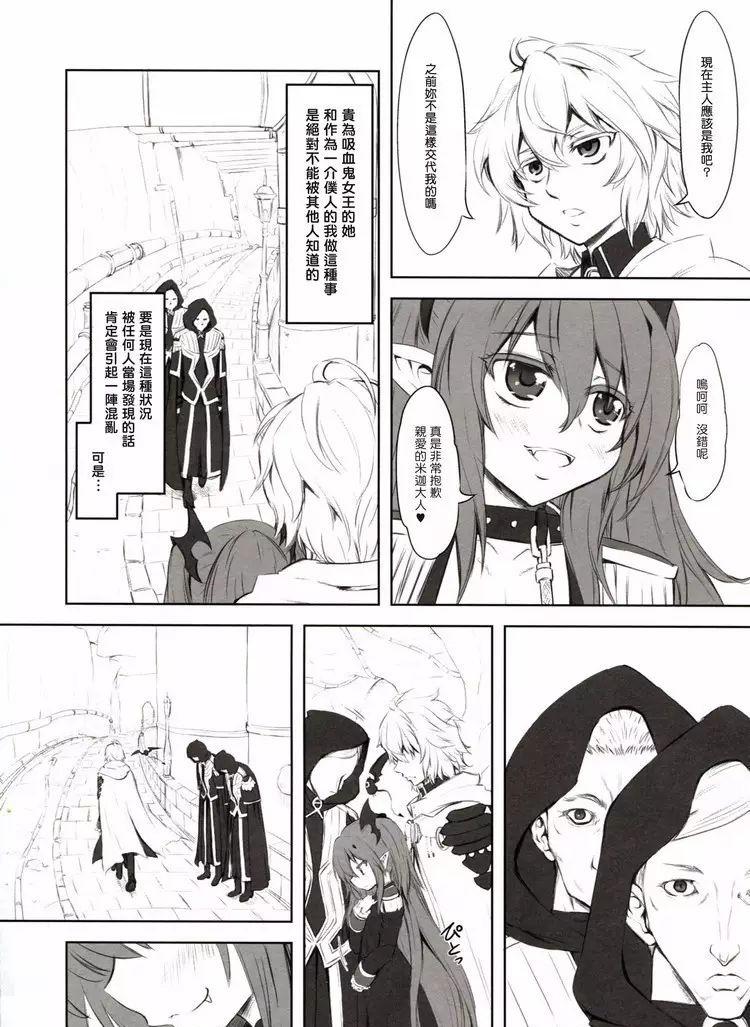 現在主人應該是我吧？
之前妳不是這樣交代我的嗎
貴為吸血鬼女王的她
和作為一介僕人的我做這種事
是絕對不能被其他人知道的
要是現在這種狀況
被任何人當場發現的話
肯定會引起一陣混亂
可是…
嗚呵呵 沒錯呢
真是非常抱歉
親愛的米迦大人♥
ぴとっ